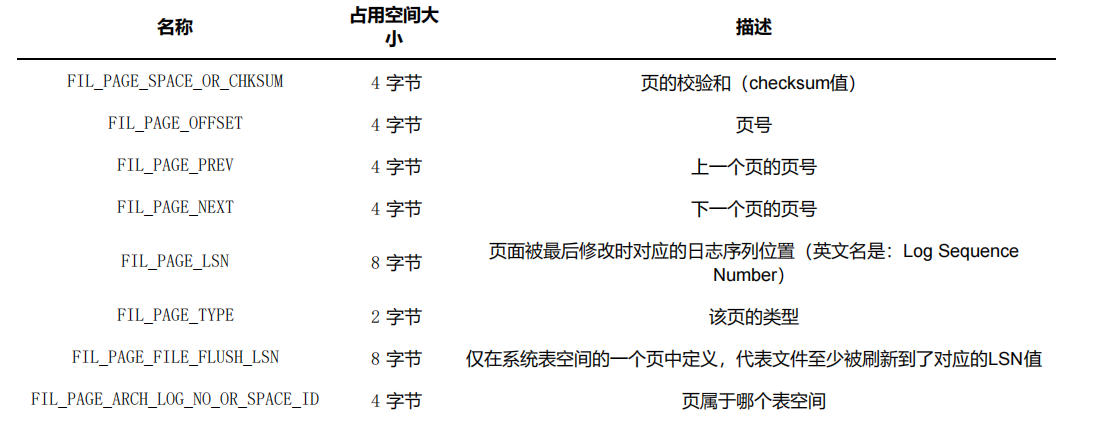 名称 占用空间大小 描述
FIL_PAGE_SPACE_OR_CHKSUM 4 字节 页的校验和（checksum值）
FIL_PAGE_OFFSET 4 字节 页号
FIL_PAGE_PREV 4 字节 上一个页的页号
FIL_PAGE_NEXT 4 字节 下一个页的页号
FIL_PAGE_LSN 8 字节 页面被最后修改时对应的日志序列位置（英文名是：Log Sequence
Number）
FIL_PAGE_TYPE 2 字节 该页的类型
FIL_PAGE_FILE_FLUSH_LSN 8 字节 仅在系统表空间的一个页中定义，代表文件至少被刷新到了对应的LSN值
FIL_PAGE_ARCH_LOG_NO_OR_SPACE_ID 4 字节 页属于哪个表空间